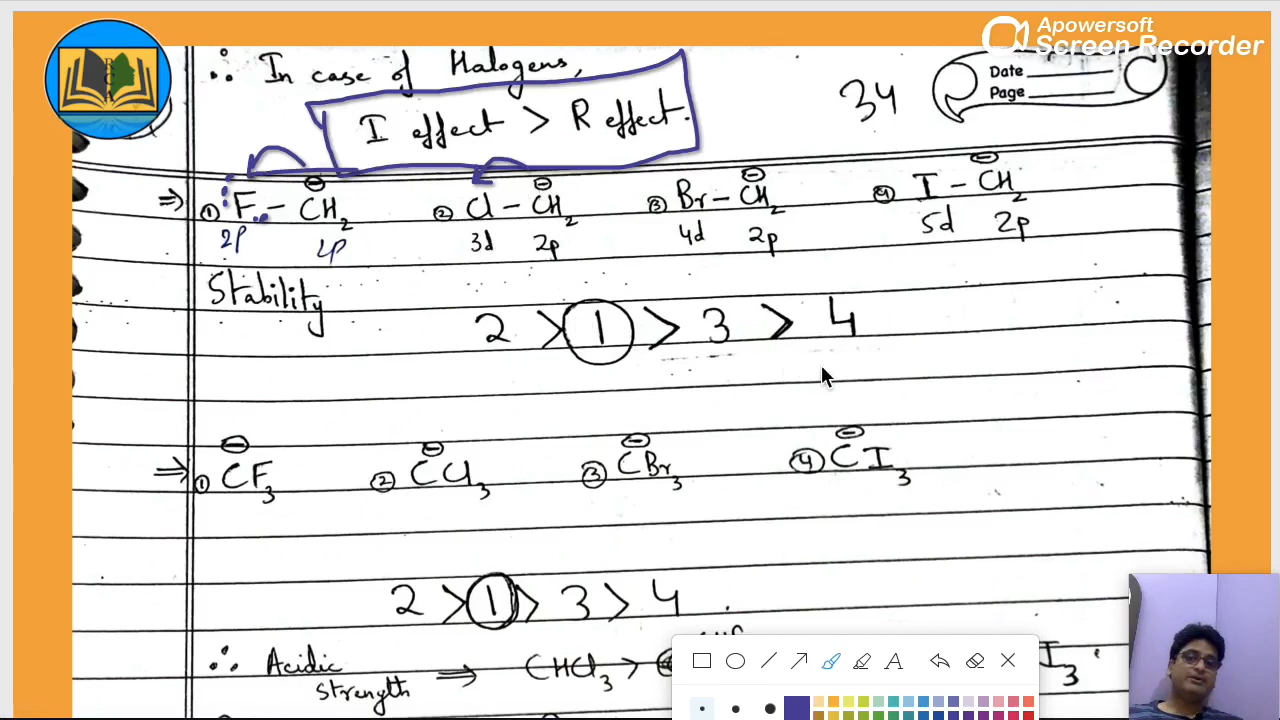 Apowersoft
Screen Recorder
∴ In case of Halogens,
I effect > R effect.
34
Date
Page
⇒ ① F – CH₂⊖ ② Cl – CH₂⊖ ③ Br – CH₂⊖ ④ I – CH₂⊖
2p 2p 3d 2p 4d 2p 5d 2p
Stability
2 > 1 > 3 > 4
⇒ ① CF₃⊖ ② CCl₃⊖ ③ CBr₃⊖ ④ CI₃⊖
2 > 1 > 3 > 4
∴ Acidic
strength ⇒ CHCl₃ >
I₃